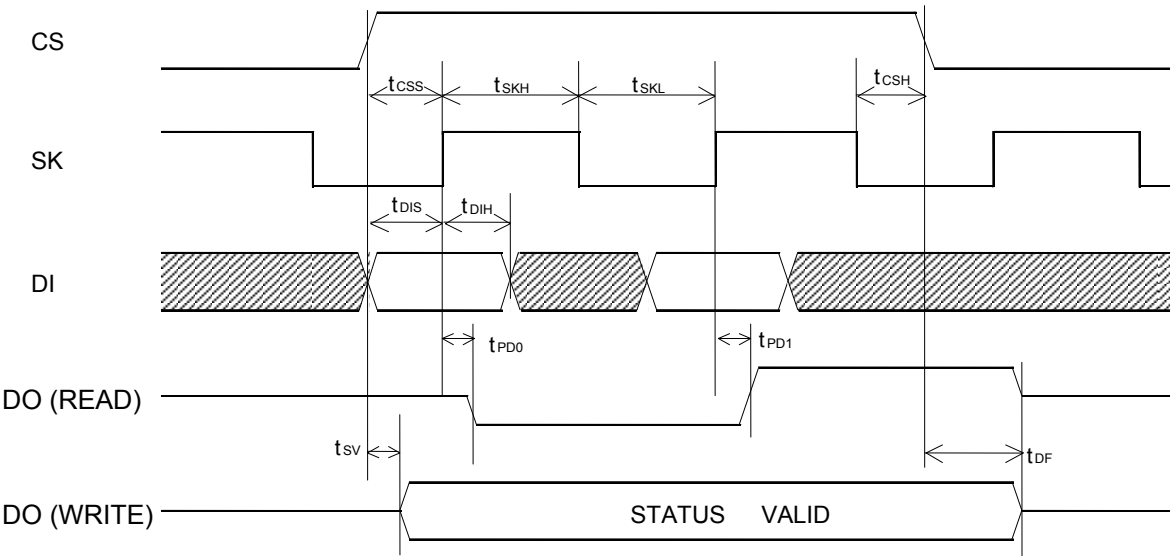 CS
tCSS tSKH tSKL tCSH
SK
tDIS tDIH
DI
tPD0 tPD1
DO (READ)
tSV tDF
DO (WRITE) STATUS VALID